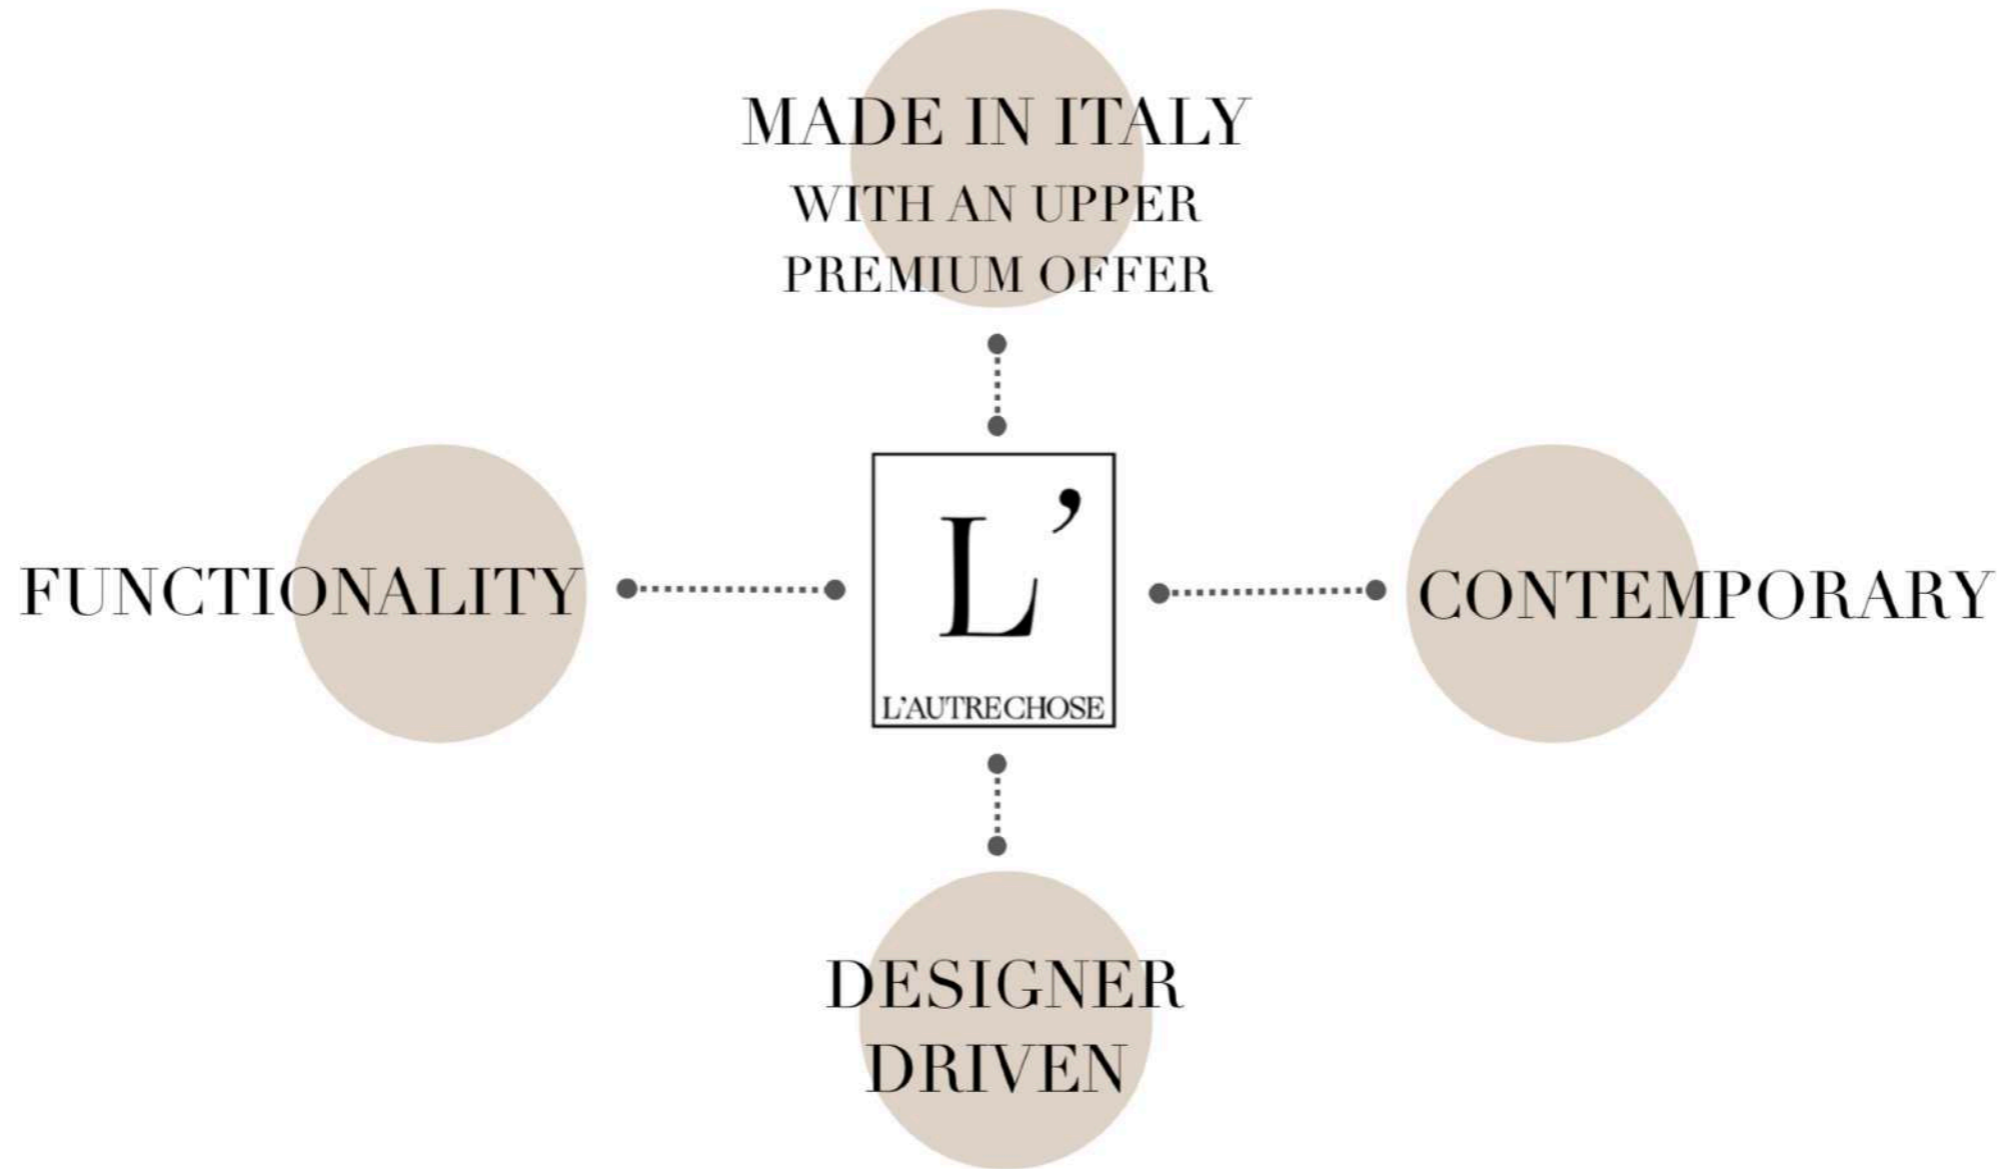 MADE IN ITALY
WITH AN UPPER
PREMIUM OFFER
FUNCTIONALITY
L'
L'AUTRECHOSE
CONTEMPORARY
DESIGNER
DRIVEN